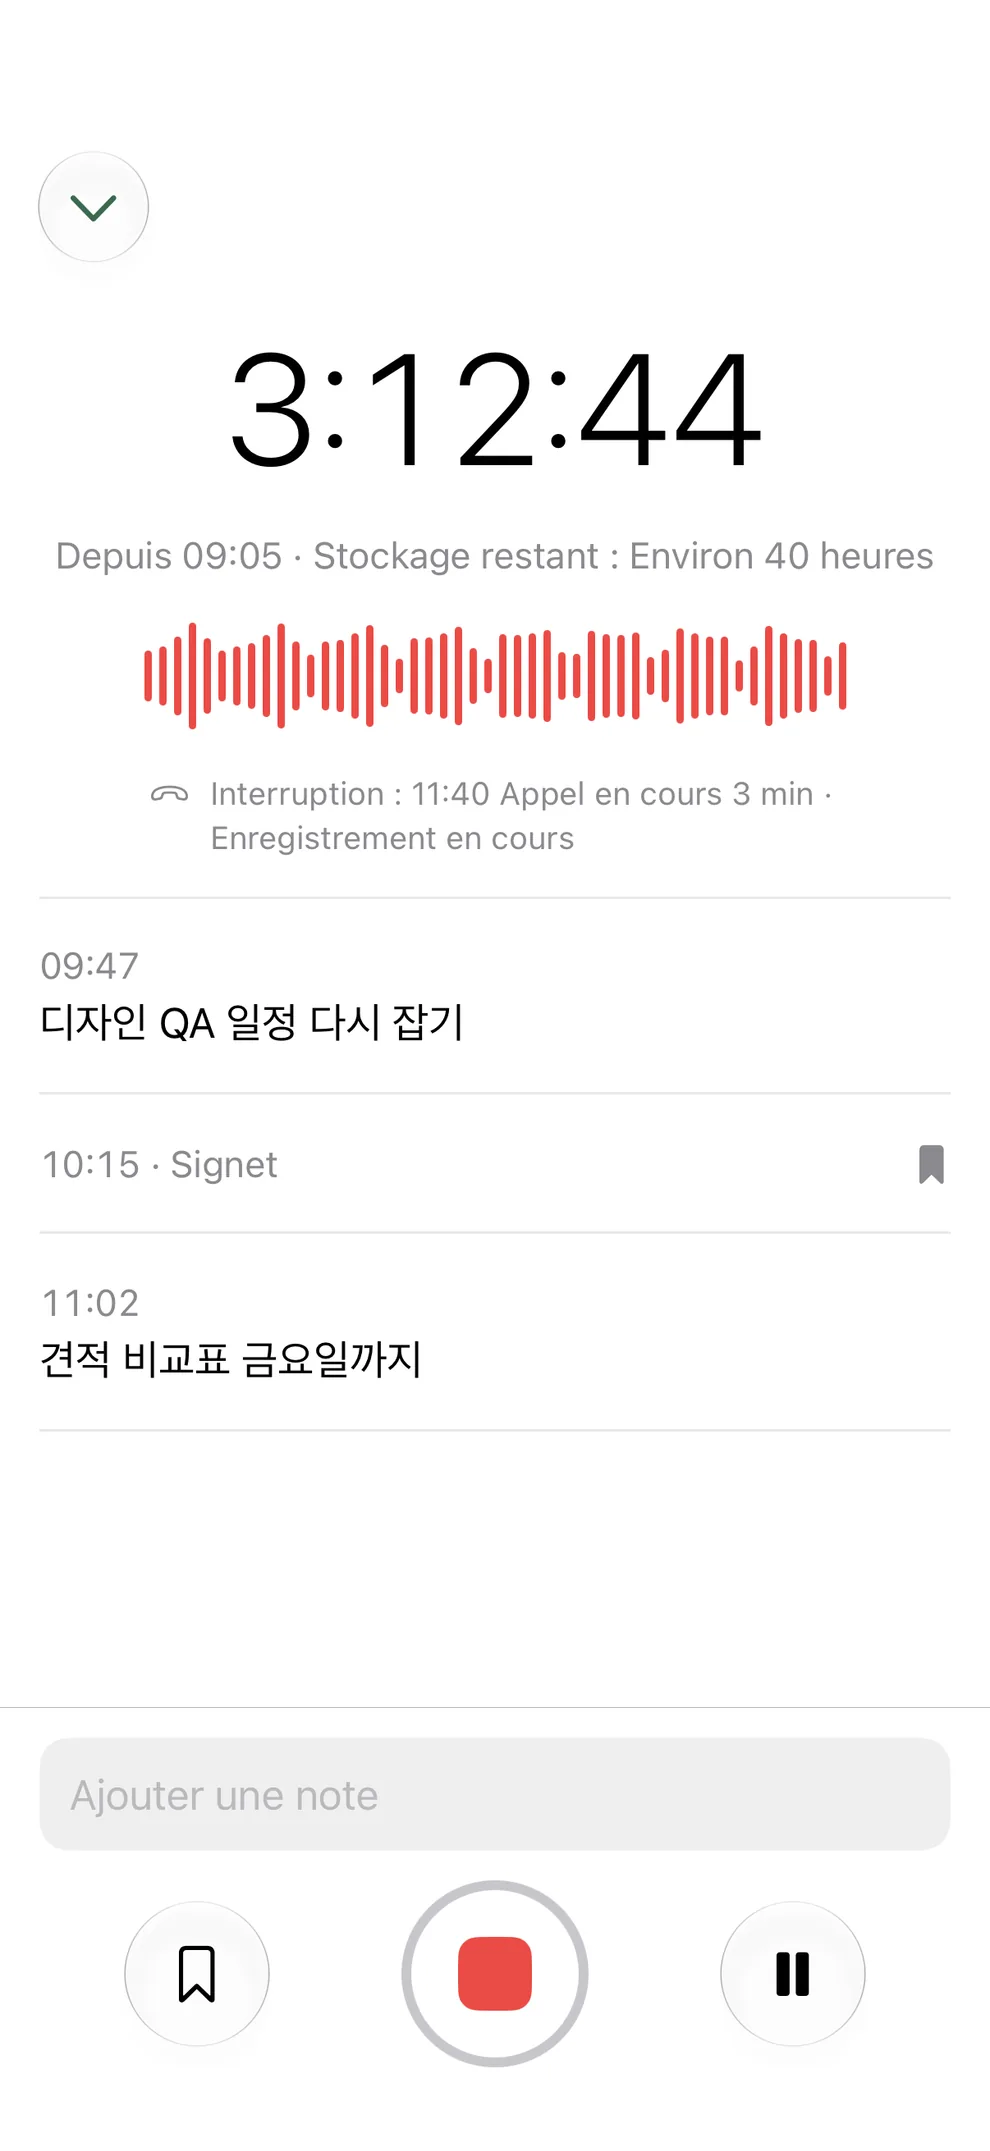 3:12:44
Depuis 09:05 · Stockage restant : Environ 40 heures
Interruption : 11:40 Appel en cours 3 min ·
Enregistrement en cours
09:47
디자인 QA 일정 다시 잡기
10:15 · Signet
11:02
견적 비교표 금요일까지
Ajouter une note